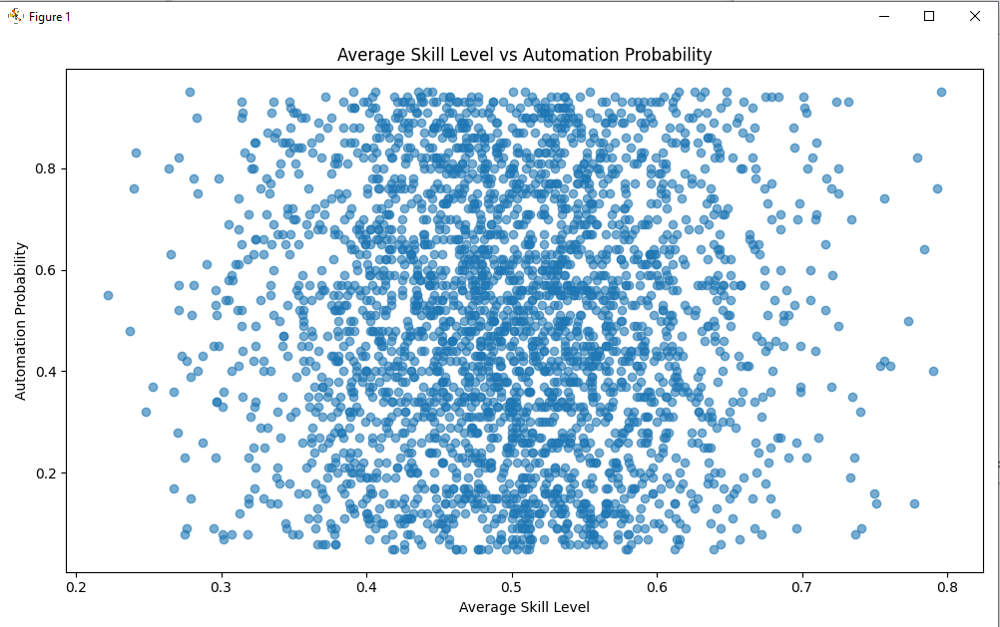 Figure 1
Average Skill Level vs Automation Probability
Automation Probability
0.8
0.6
0.4
0.2
0.2 0.3 0.4 0.5 0.6 0.7 0.8
Average Skill Level